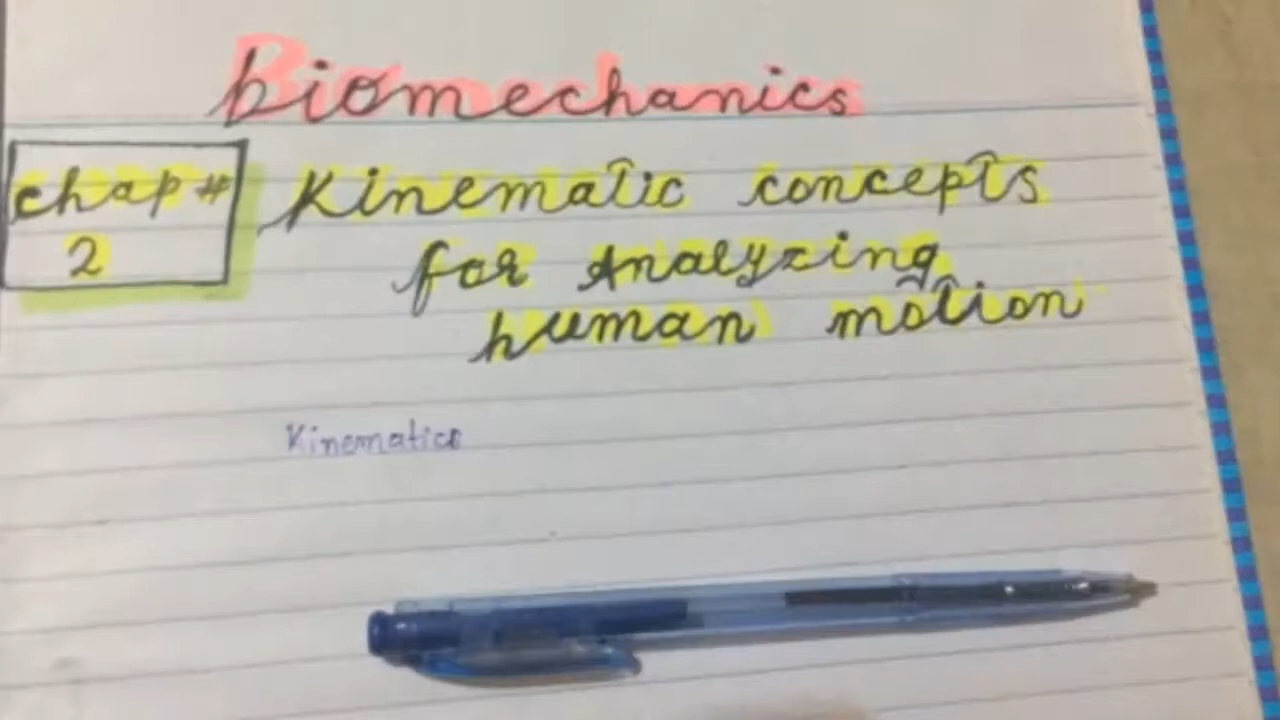 Biomechanics
Chap # Kinematic concepts
2 for Analyzing
human motion
Kinematics